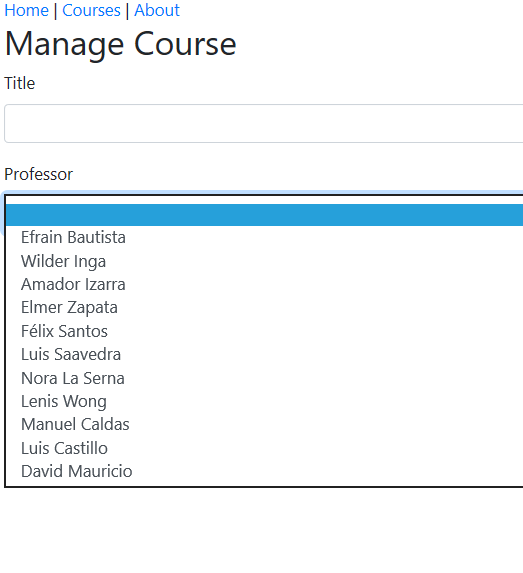 Home | Courses | About
Manage Course
Title
Professor
Efrain Bautista
Wilder Inga
Amador Izarra
Elmer Zapata
Félix Santos
Luis Saavedra
Nora La Serna
Lenis Wong
Manuel Caldas
Luis Castillo
David Mauricio